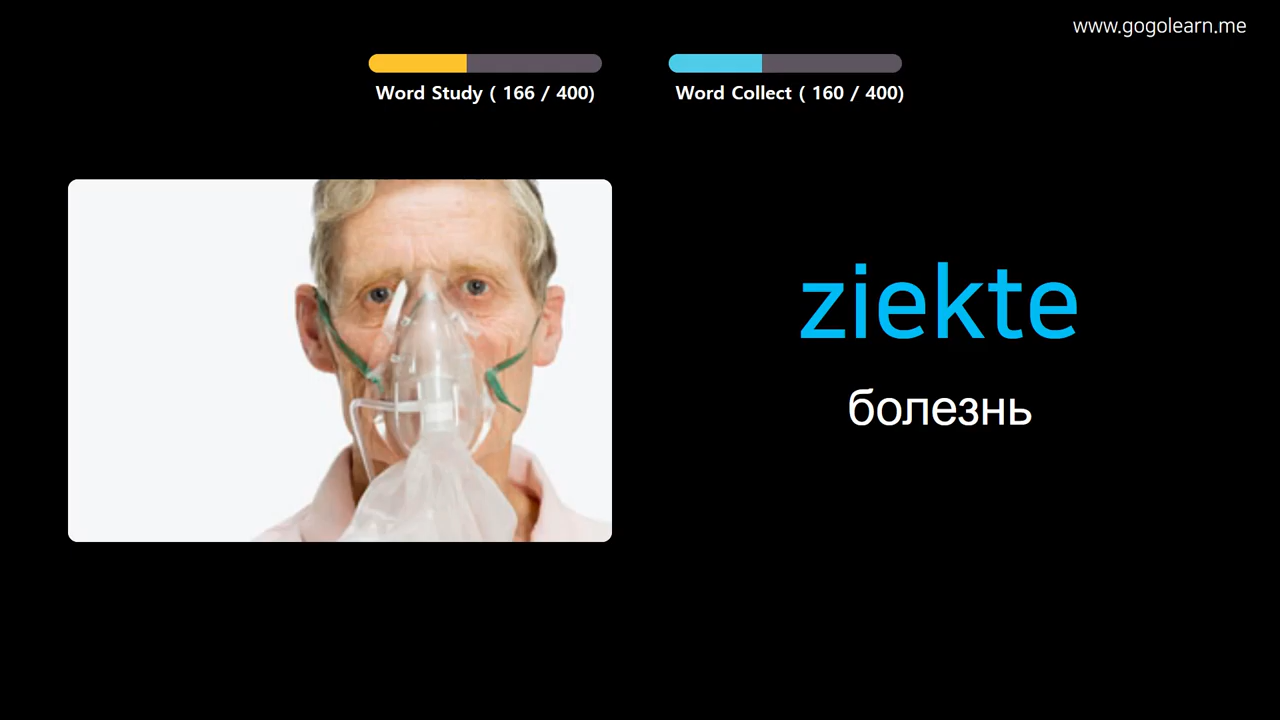 www.gogolearn.me
Word Study ( 166 / 400)
Word Collect ( 160 / 400)
ziekte
болезнь